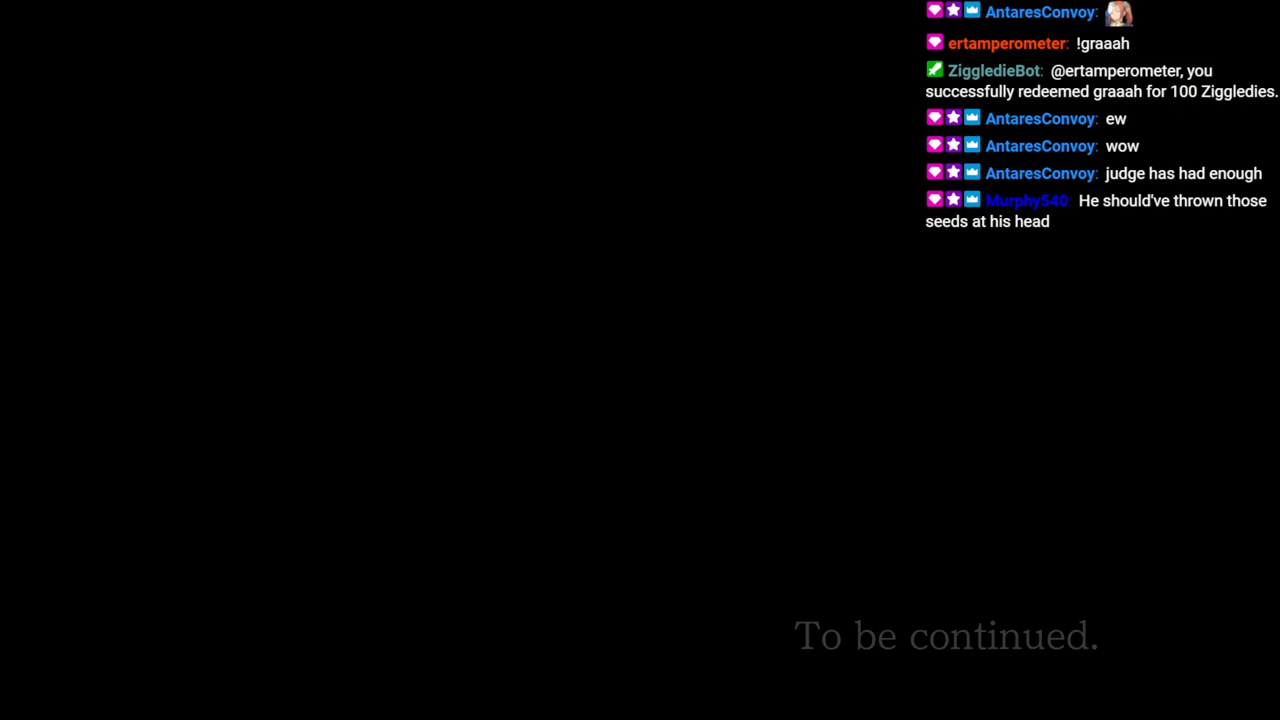 AntaresConvoy:
ertamperometer: !graaah
ZiggledieBot: @ertamperometer, you
successfully redeemed graaah for 100 Ziggledies.
AntaresConvoy: ew
AntaresConvoy: wow
AntaresConvoy: judge has had enough
Murphy540: He should've thrown those
seeds at his head
To be continued.